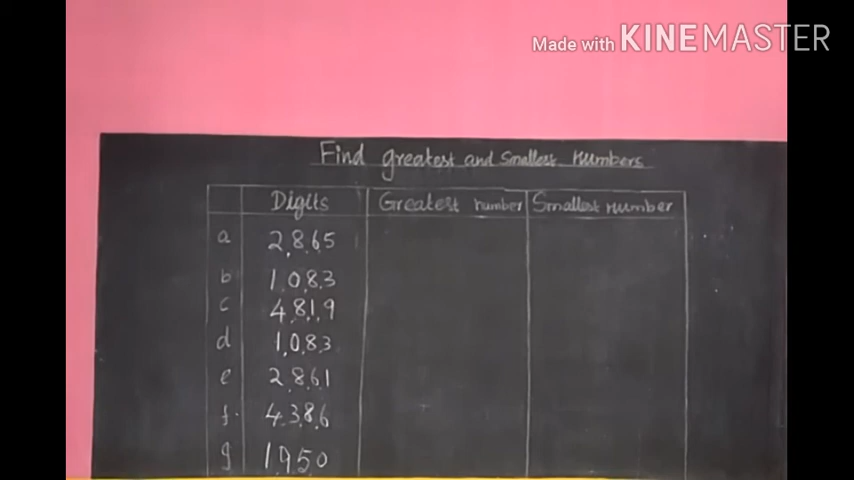 Made with KINEMASTER
Find greatest and Smallest numbers
Digits Greatest number Smallest number
a 2,8,6,5
b 1,0,8,3
c 4,8,1,9
d 1,0,8,3
e 2,8,6,1
f. 4,3,8,6
g 1,9,5,0